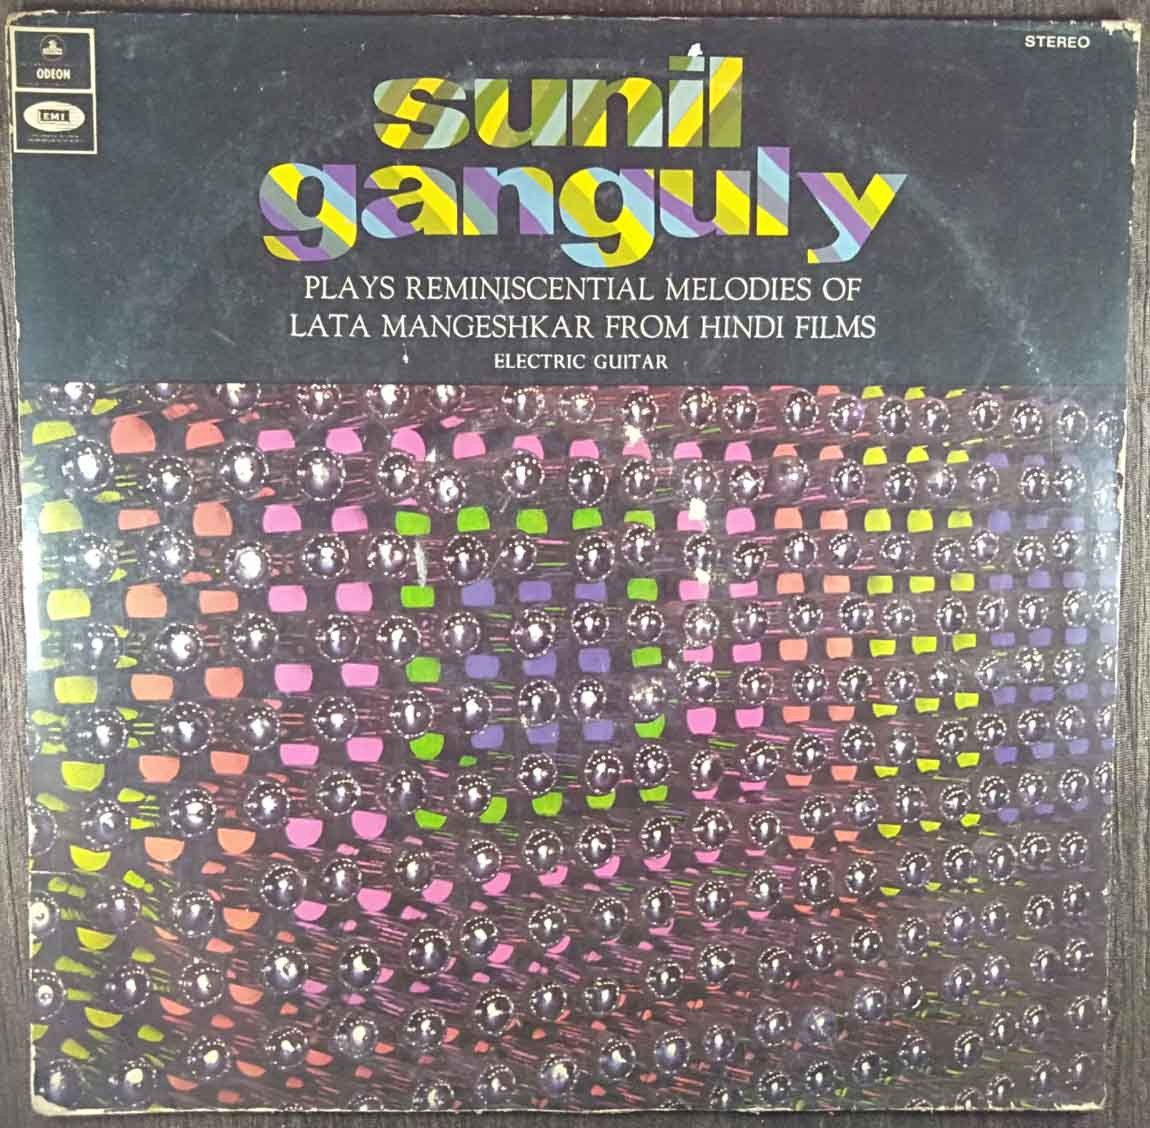 ODEON
EMI
STEREO
sunil
ganguly
PLAYS REMINISCENTIAL MELODIES OF
LATA MANGESHKAR FROM HINDI FILMS
ELECTRIC GUITAR